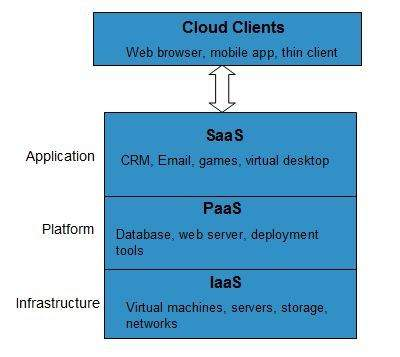 Cloud Clients
Web browser, mobile app, thin client
SaaS
Application
CRM, Email, games, virtual desktop
PaaS
Platform
Database, web server, deployment
tools
IaaS
Infrastructure
Virtual machines, servers, storage,
networks